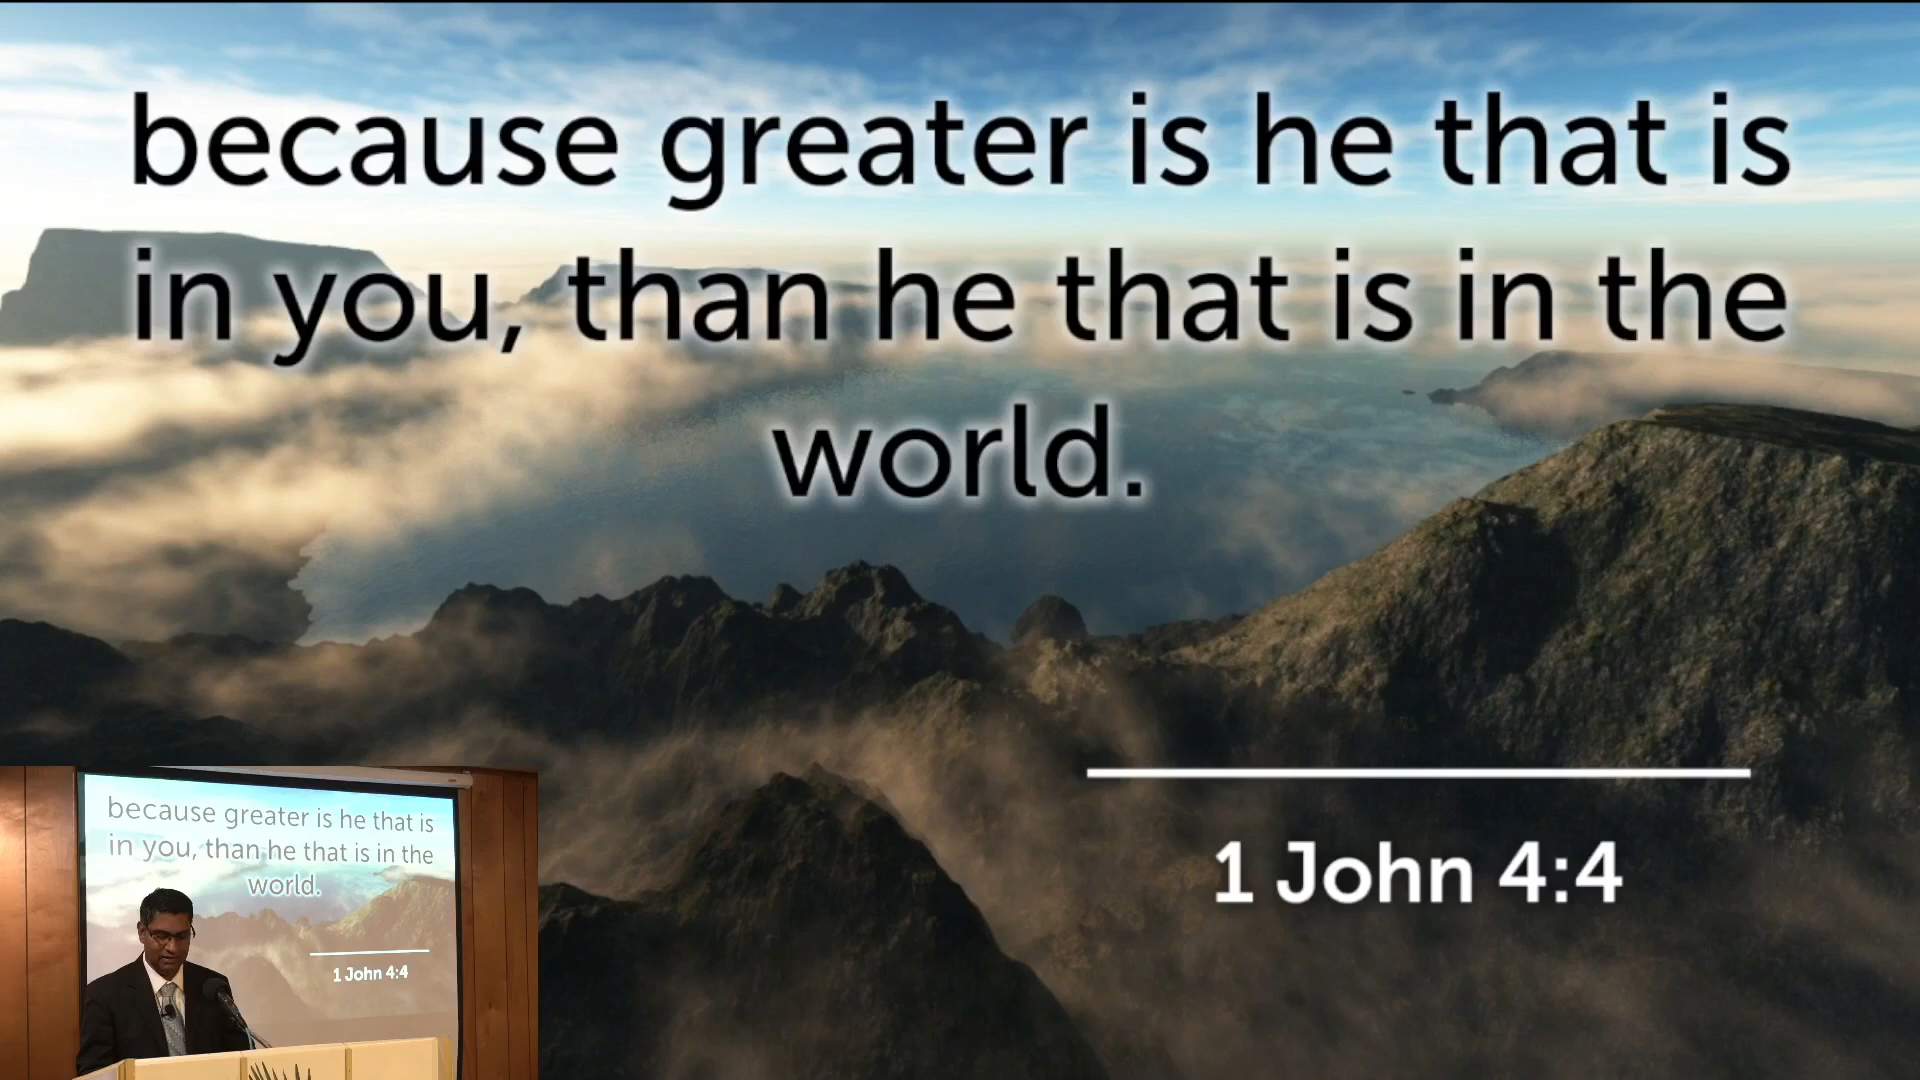 because greater is he that is
in you, than he that is in the
world.
1 John 4:4
because greater is he that is
in you, than he that is in the
world.
1 John 4:4